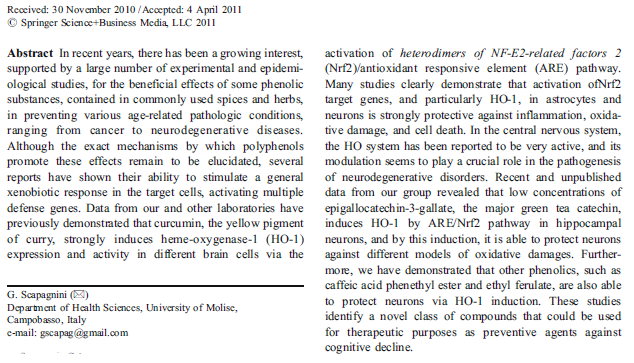 Received: 30 November 2010 / Accepted: 4 April 2011
© Springer Science+Business Media, LLC 2011
Abstract In recent years, there has been a growing interest,
supported by a large number of experimental and epidemi-
ological studies, for the beneficial effects of some phenolic
substances, contained in commonly used spices and herbs,
in preventing various age-related pathologic conditions,
ranging from cancer to neurodegenerative diseases.
Although the exact mechanisms by which polyphenols
promote these effects remain to be elucidated, several
reports have shown their ability to stimulate a general
xenobiotic response in the target cells, activating multiple
defense genes. Data from our and other laboratories have
previously demonstrated that curcumin, the yellow pigment
of curry, strongly induces heme-oxygenase-1 (HO-1)
expression and activity in different brain cells via the
G. Scapagnini (✉)
Department of Health Sciences, University of Molise,
Campobasso, Italy
e-mail: gscapag@gmail.com
activation of heterodimers of NF-E2-related factors 2
(Nrf2)/antioxidant responsive element (ARE) pathway.
Many studies clearly demonstrate that activation ofNrf2
target genes, and particularly HO-1, in astrocytes and
neurons is strongly protective against inflammation, oxida-
tive damage, and cell death. In the central nervous system,
the HO system has been reported to be very active, and its
modulation seems to play a crucial role in the pathogenesis
of neurodegenerative disorders. Recent and unpublished
data from our group revealed that low concentrations of
epigallocatechin-3-gallate, the major green tea catechin,
induces HO-1 by ARE/Nrf2 pathway in hippocampal
neurons, and by this induction, it is able to protect neurons
against different models of oxidative damages. Further-
more, we have demonstrated that other phenolics, such as
caffeic acid phenethyl ester and ethyl ferulate, are also able
to protect neurons via HO-1 induction. These studies
identify a novel class of compounds that could be used
for therapeutic purposes as preventive agents against
cognitive decline.